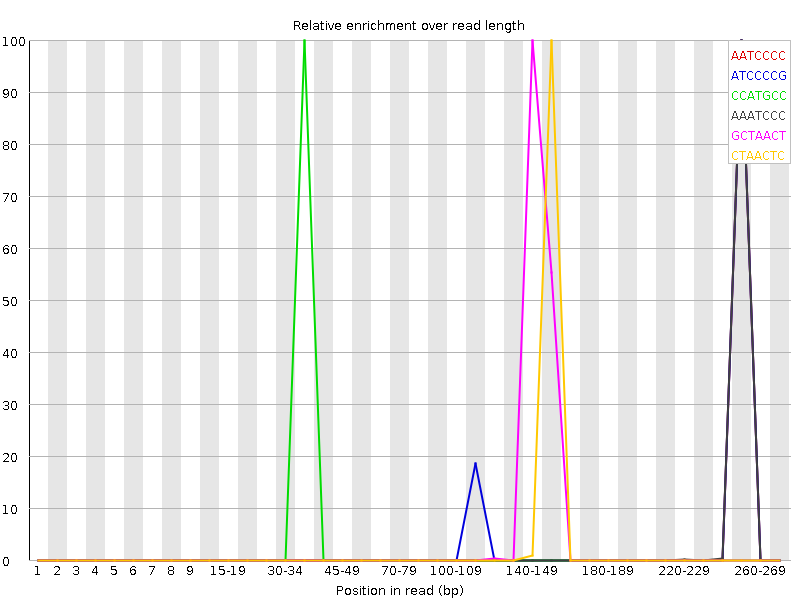 Relative enrichment over read length
100
90
80
70
60
50
40
30
20
10
0
AATCCCC
ATCCCCG
CCATGCC
AAATCCC
GCTAACT
CTAACTC
1 2 3 4 5 6 7 8 9 15-19 30-34 45-49 70-79 100-109 140-149 180-189 220-229 260-269
Position in read (bp)